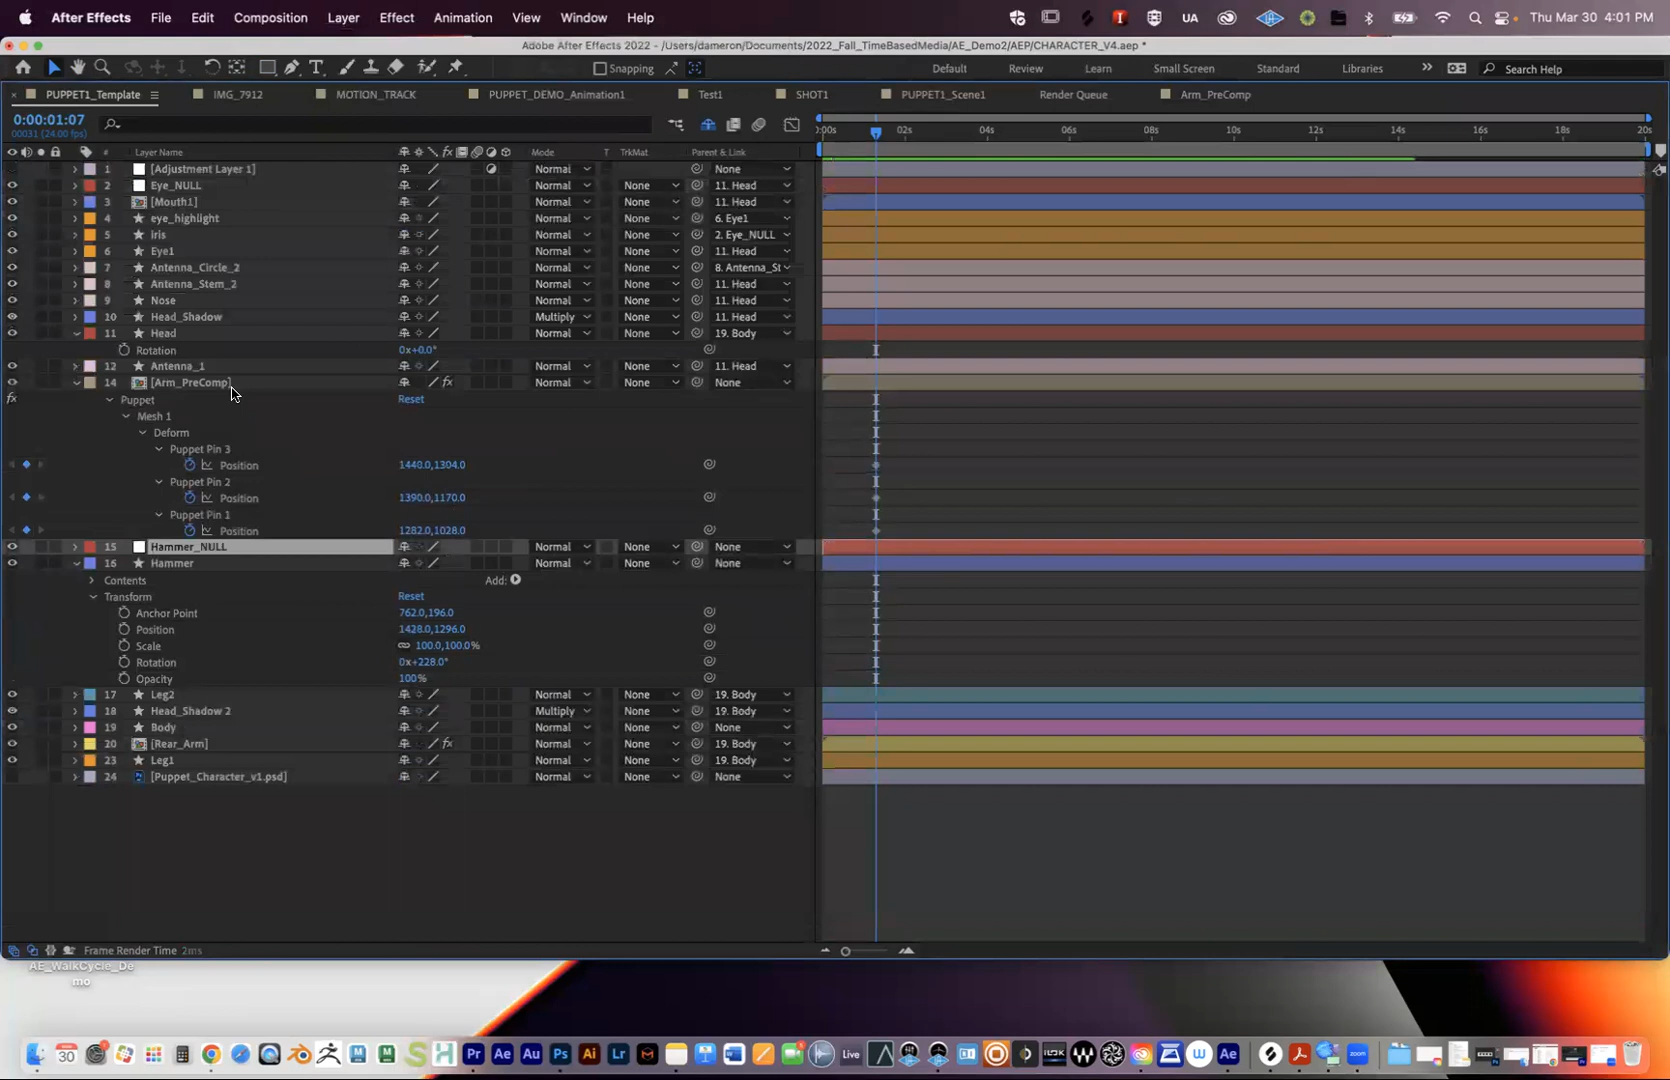 After Effects File Edit Composition Layer Effect Animation View Window Help UA Thu Mar 30 4:01 PM
Adobe After Effects 2022 - /Users/dameron/Documents/2022_Fall_TimeBasedMedia/AE_Demo2/AEP/CHARACTER_V4.aep *
Snapping Default Review Learn Small Screen Standard Libraries Search Help
PUPPET1_Template IMG_7912 MOTION_TRACK PUPPET_DEMO_Animation1 Test1 SHOT1 PUPPET1_Scene1 Render Queue Arm_PreComp
0:00:01:07
00031 (24.00 fps)
:00s 02s 04s 06s 08s 10s 12s 14s 16s 18s 20s
# Layer Name Mode T TrkMat Parent & Link
1 [Adjustment Layer 1] Normal None
2 Eye_NULL Normal None 11. Head
3 [Mouth1] Normal None 11. Head
4 eye_highlight Normal None 6. Eye1
5 iris Normal None 2. Eye_NULL
6 Eye1 Normal None 11. Head
7 Antenna_Circle_2 Normal None 8. Antenna_St
8 Antenna_Stem_2 Normal None 11. Head
9 Nose Normal None 11. Head
10 Head_Shadow Multiply None 11. Head
11 Head Normal None 19. Body
Rotation 0x+0.0°
12 Antenna_1 Normal None 11. Head
14 [Arm_PreComp] Normal None None
Puppet Reset
Mesh 1
Deform
Puppet Pin 3
Position 1440.0,1304.0
Puppet Pin 2
Position 1390.0,1170.0
Puppet Pin 1
Position 1282.0,1028.0
15 Hammer_NULL Normal None None
16 Hammer Normal None None
Contents Add:
Transform Reset
Anchor Point 762.0,196.0
Position 1428.0,1296.0
Scale 100.0,100.0%
Rotation 0x+228.0°
Opacity 100%
17 Leg2 Normal None 19. Body
18 Head_Shadow 2 Multiply None 19. Body
19 Body Normal None None
20 [Rear_Arm] Normal None 19. Body
23 Leg1 Normal None 19. Body
24 [Puppet_Character_v1.psd] Normal None None
Frame Render Time 2ms
AE_WalkCycle_De
mo
30 Pr Ae Au Ps Ai Lr Live Ae zoom